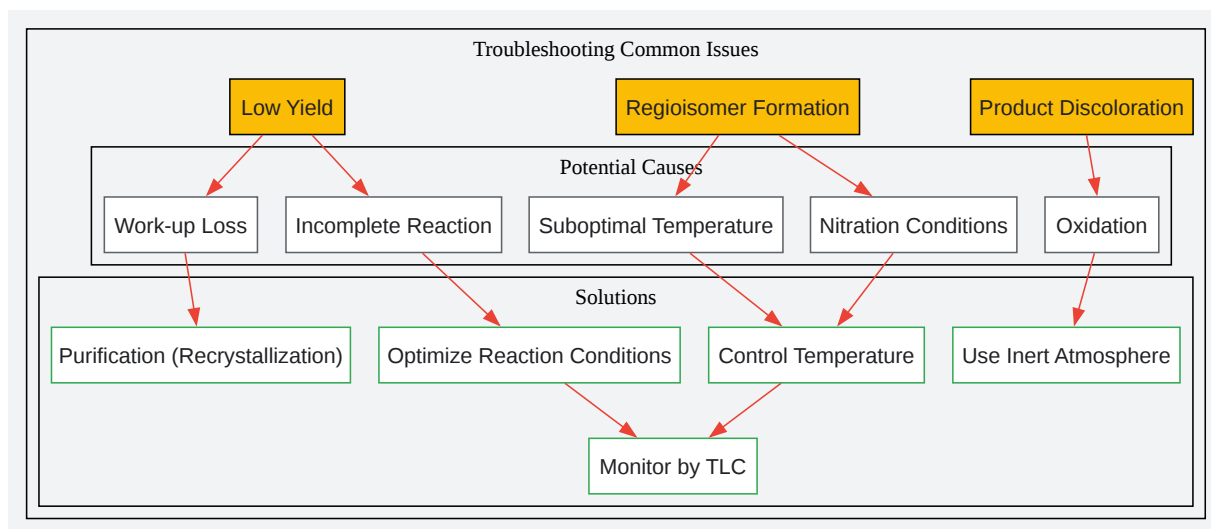 Troubleshooting Common Issues
Low Yield
Regioisomer Formation
Product Discoloration
Potential Causes
Work-up Loss
Incomplete Reaction
Suboptimal Temperature
Nitration Conditions
Oxidation
Solutions
Purification (Recrystallization)
Optimize Reaction Conditions
Control Temperature
Use Inert Atmosphere
Monitor by TLC